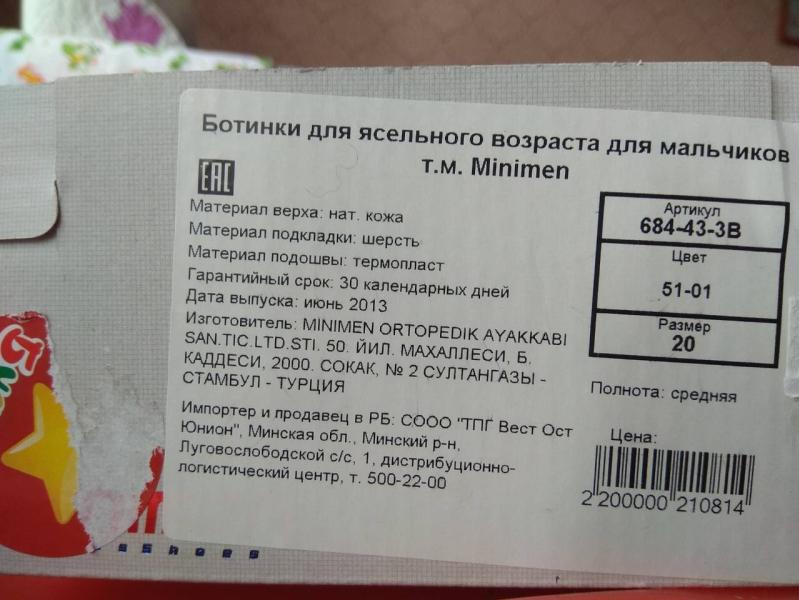 Ботинки для ясельного возраста для мальчиков
т.м. Minimen
EAC
Материал верха: нат. кожа
Материал подкладки: шерсть
Материал подошвы: термопласт
Гарантийный срок: 30 календарных дней
Дата выпуска: июнь 2013
Изготовитель: MINIMEN ORTOPEDIK AYAKKABI
SAN.TIC.LTD.STI. 50. ЙИЛ. МАХАЛЛЕСИ, Б.
КАДДЕСИ, 2000. СОКАК, № 2 СУЛТАНГАЗЫ -
СТАМБУЛ - ТУРЦИЯ
Импортер и продавец в РБ: СООО "ТПГ Вест Ост
Юнион", Минская обл., Минский р-н,
Луговослободской с/с, 1, дистрибуционно-
логистический центр, т. 500-22-00
Артикул
684-43-3В
Цвет
51-01
Размер
20
Полнота: средняя
Цена:
2 200000 210814
shoes